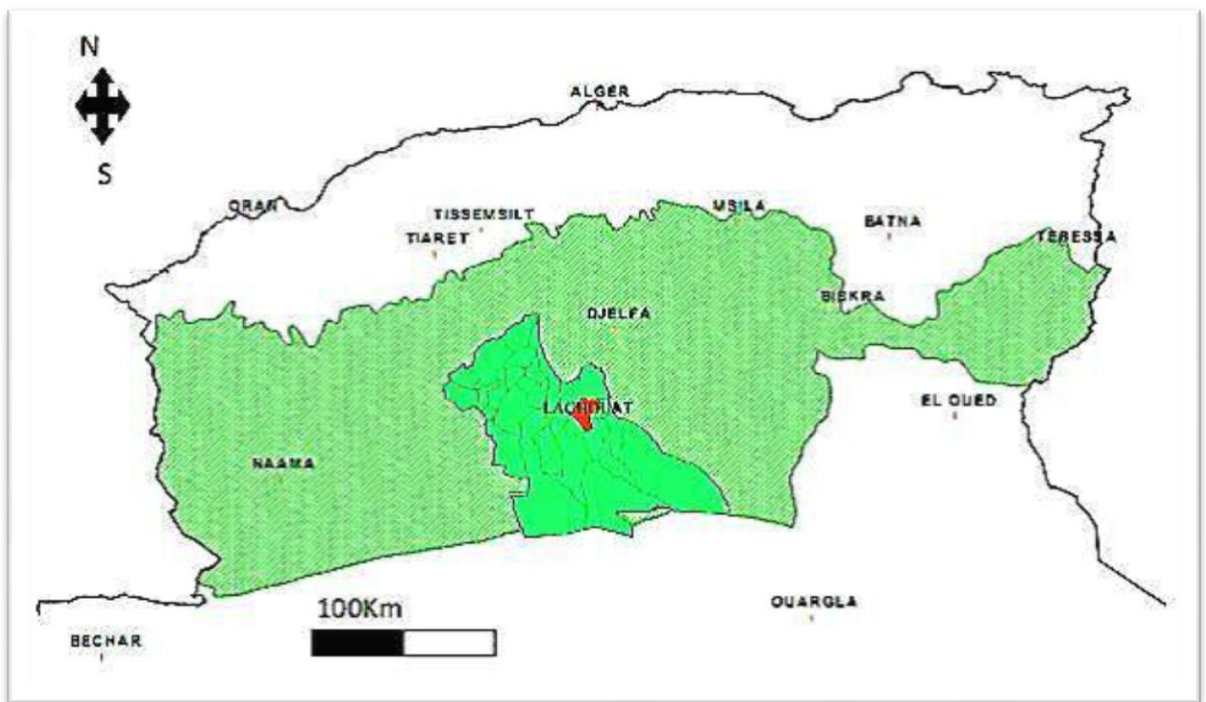 N
ALGER
S
ORAN
TISSEMSILT
MSILA
BATNA
TIARET
TEBESSA
BISKRA
DJELFA
EL OUED
LAGHOUAT
NAAMA
OUARGLA
100Km
BECHAR